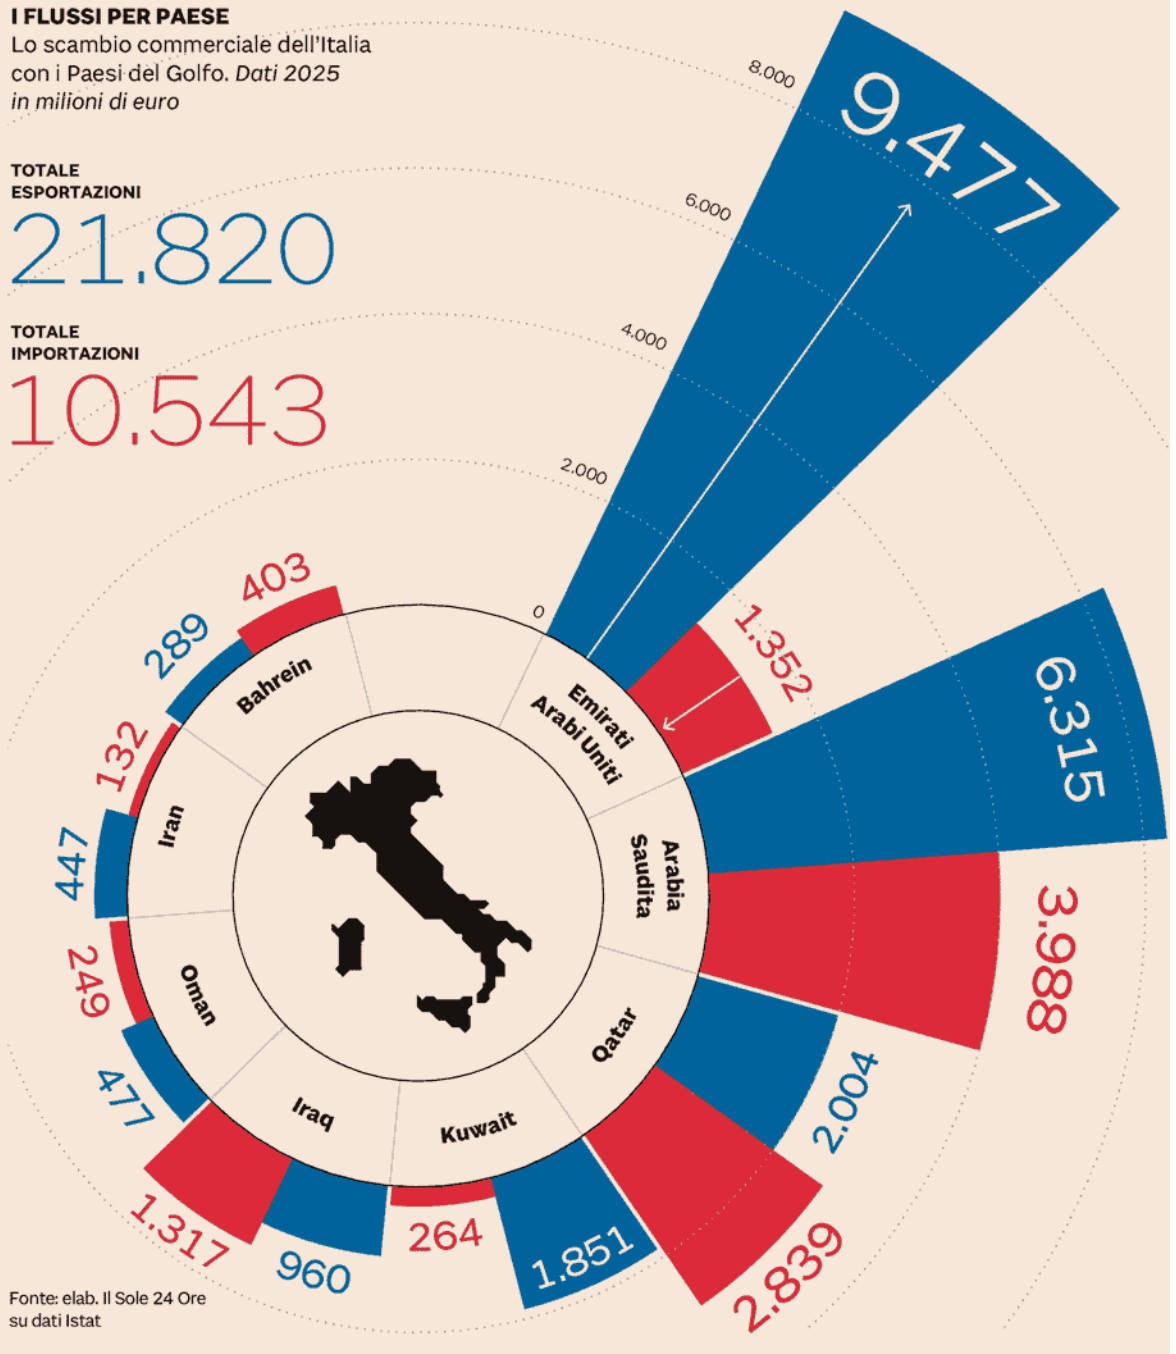 I FLUSSI PER PAESE
Lo scambio commerciale dell'Italia
con i Paesi del Golfo. Dati 2025
in milioni di euro
TOTALE
ESPORTAZIONI
21.820
TOTALE
IMPORTAZIONI
10.543
8.000
6.000
4.000
2.000
0
9.477
Emirati
Arabi Uniti
1.352
6.315
Arabia
Saudita
3.988
Qatar
2.004
2.839
Kuwait
1.851
264
Iraq
960
1.317
Oman
477
249
Iran
447
132
Bahrein
289
403
Fonte: elab. Il Sole 24 Ore
su dati Istat